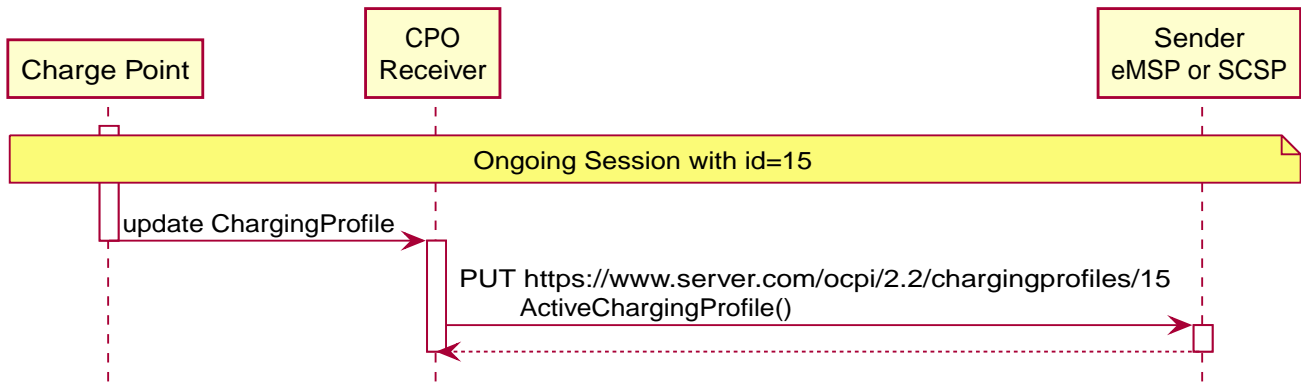 Charge Point
CPO
Receiver
Sender
eMSP or SCSP
Ongoing Session with id=15
update ChargingProfile
PUT https://www.server.com/ocpi/2.2/chargingprofiles/15
ActiveChargingProfile()